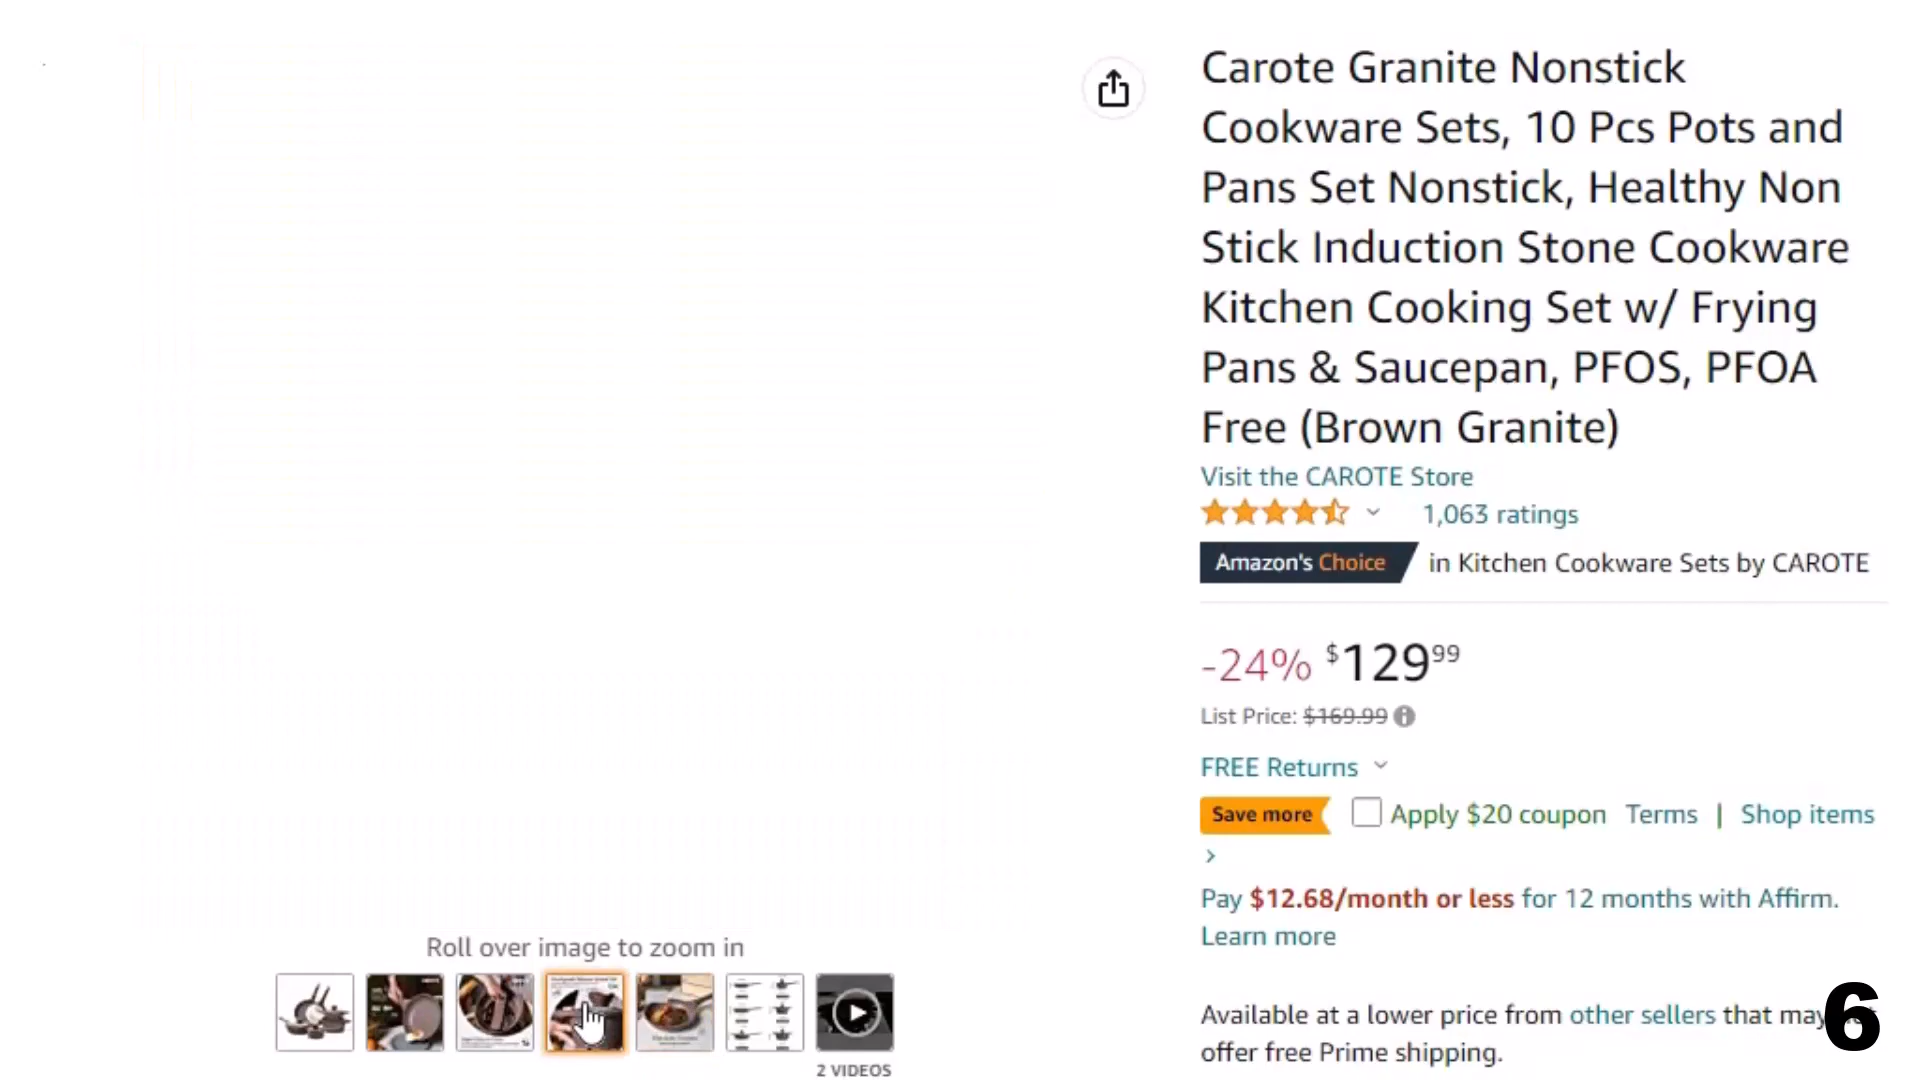 Carote Granite Nonstick
Cookware Sets, 10 Pcs Pots and
Pans Set Nonstick, Healthy Non
Stick Induction Stone Cookware
Kitchen Cooking Set w/ Frying
Pans & Saucepan, PFOS, PFOA
Free (Brown Granite)
Visit the CAROTE Store
1,063 ratings
Amazon's Choice in Kitchen Cookware Sets by CAROTE
-24% $129 99
List Price: $169.99
FREE Returns
Save more Apply $20 coupon Terms | Shop items
Pay $12.68/month or less for 12 months with Affirm.
Learn more
Available at a lower price from other sellers that may
offer free Prime shipping.
6
Roll over image to zoom in
2 VIDEOS